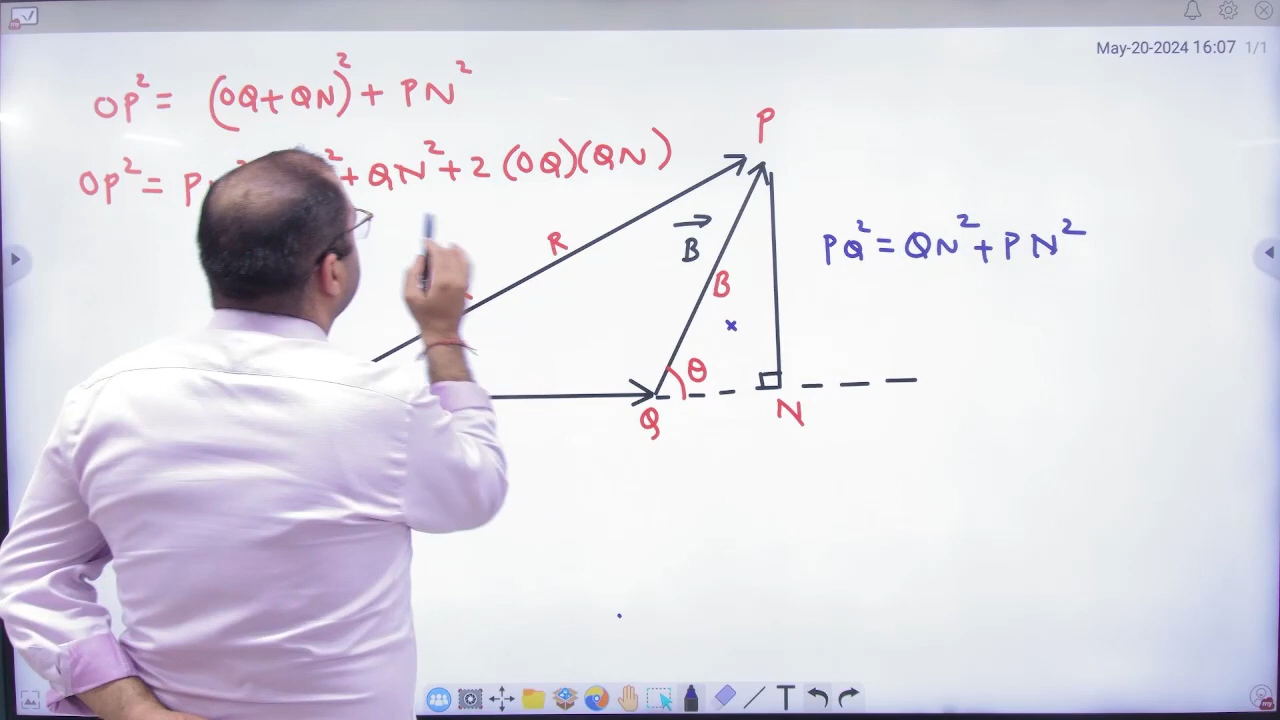 May-20-2024 16:07 1/1
OP² = (OQ+QN)² + PN²
OP² = P ² + QN² + 2 (OQ)(QN)
P
R
B
B
PQ² = QN² + PN²
x
θ
Q
N
T